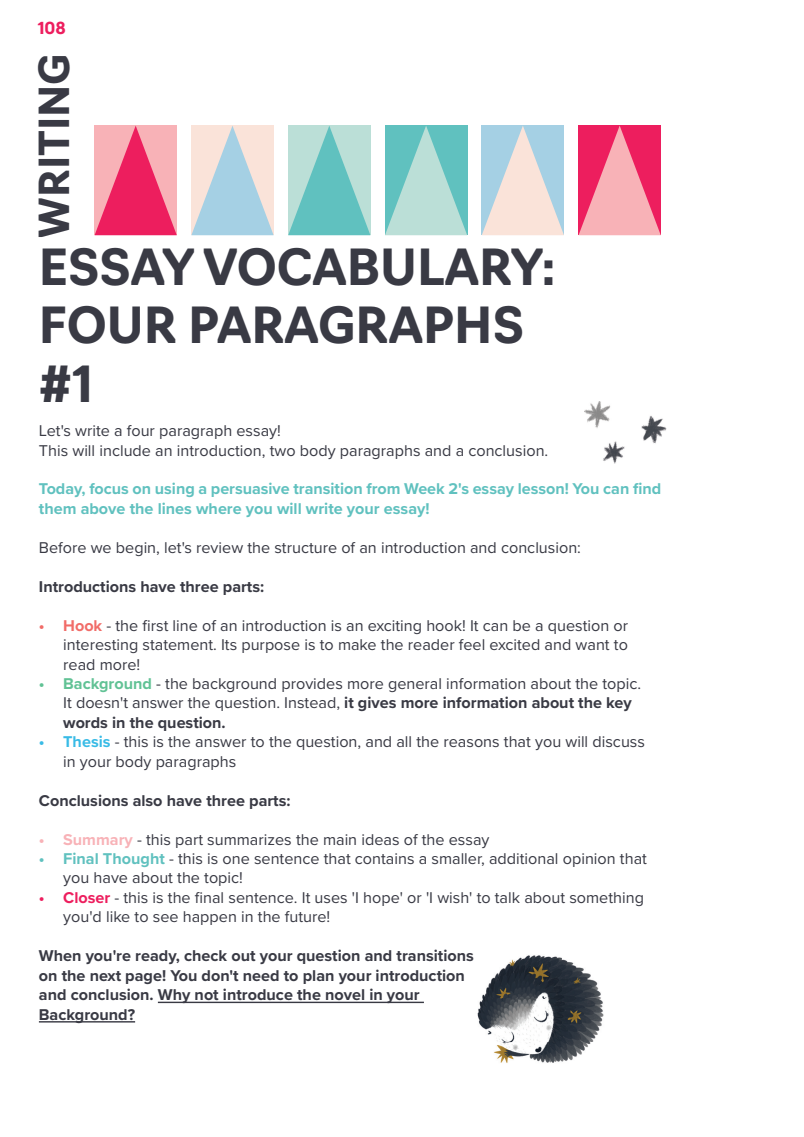 108
WRITING
ESSAY VOCABULARY:
FOUR PARAGRAPHS
#1
Let's write a four paragraph essay!
This will include an introduction, two body paragraphs and a conclusion.
Today, focus on using a persuasive transition from Week 2's essay lesson! You can find
them above the lines where you will write your essay!
Before we begin, let's review the structure of an introduction and conclusion:
Introductions have three parts:
• Hook - the first line of an introduction is an exciting hook! It can be a question or
interesting statement. Its purpose is to make the reader feel excited and want to
read more!
• Background - the background provides more general information about the topic.
It doesn't answer the question. Instead, it gives more information about the key
words in the question.
• Thesis - this is the answer to the question, and all the reasons that you will discuss
in your body paragraphs
Conclusions also have three parts:
• Summary - this part summarizes the main ideas of the essay
• Final Thought - this is one sentence that contains a smaller, additional opinion that
you have about the topic!
• Closer - this is the final sentence. It uses 'I hope' or 'I wish' to talk about something
you'd like to see happen in the future!
When you're ready, check out your question and transitions
on the next page! You don't need to plan your introduction
and conclusion. Why not introduce the novel in your
Background?